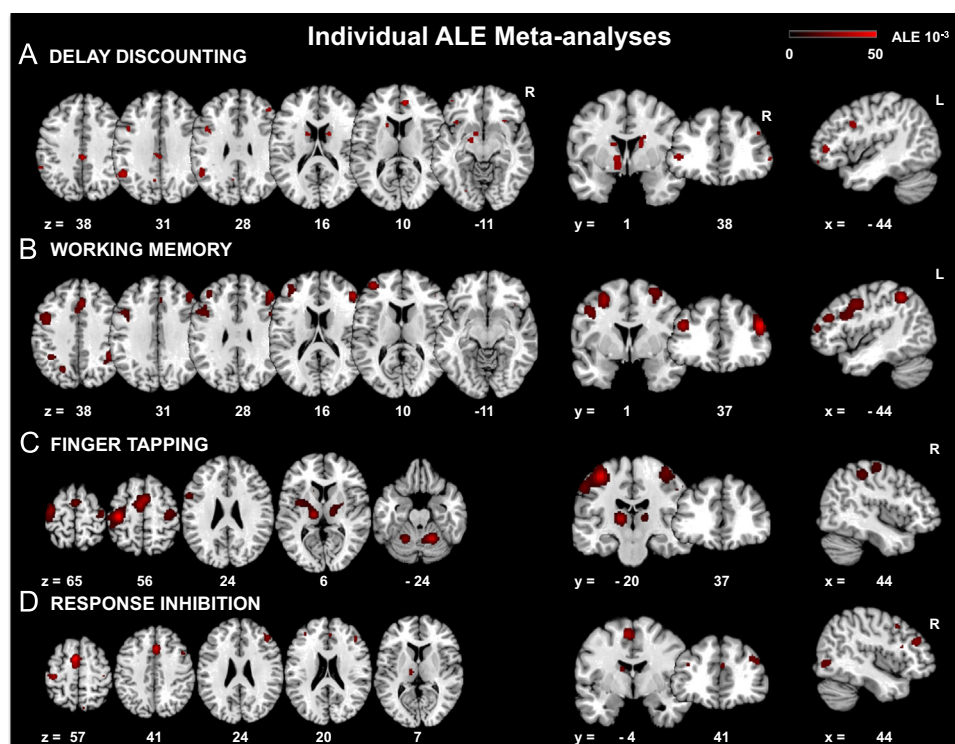 Individual ALE Meta-analyses
ALE 10-3
0 50
A DELAY DISCOUNTING
R
R
L
z = 38 31 28 16 10 -11 y = 1 38 x = - 44
B WORKING MEMORY
L
z = 38 31 28 16 10 -11 y = 1 37 x = - 44
C FINGER TAPPING
R
z = 65 56 24 6 - 24 y = - 20 37 x = 44
D RESPONSE INHIBITION
R
z = 57 41 24 20 7 y = - 4 41 x = 44